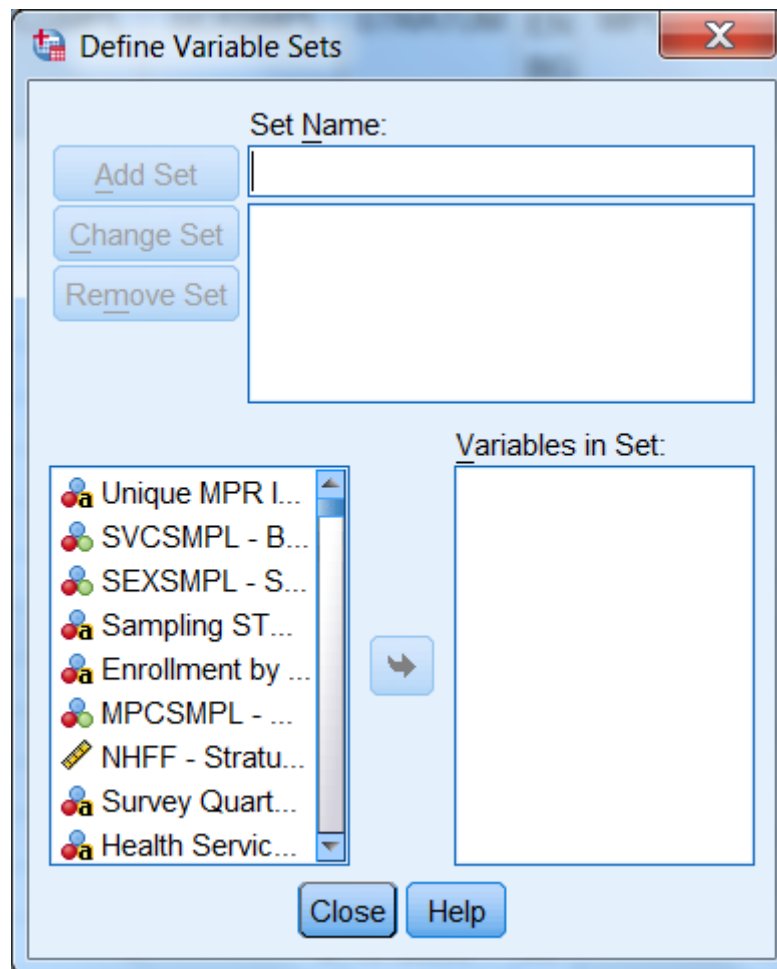 Define Variable Sets
Set Name:
Add Set
Change Set
Remove Set
Variables in Set:
Unique MPR I...
SVCSMPL - B...
SEXSMPL - S...
Sampling ST...
Enrollment by ...
MPCSMPL - ...
NHFF - Stratu...
Survey Quart...
Health Servic...
Close
Help